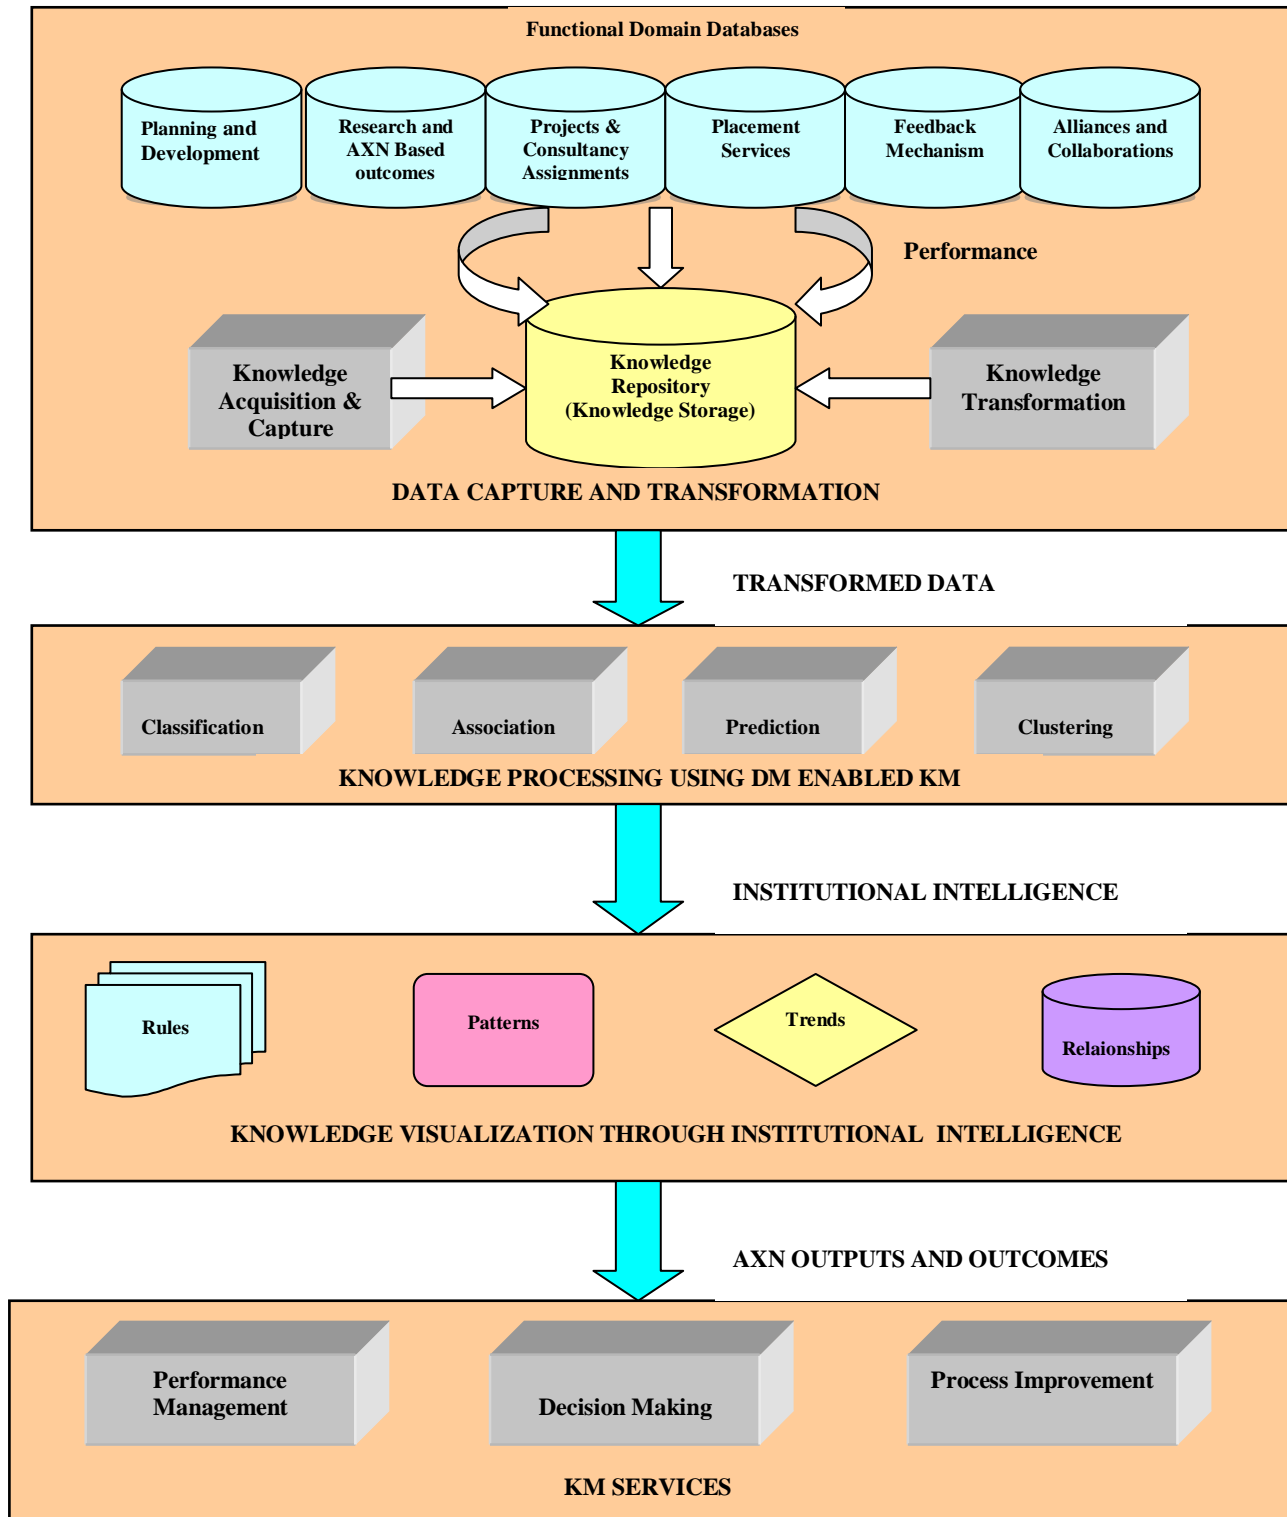 Functional Domain Databases
Planning and
Development
Research and
AXN Based
outcomes
Projects &
Consultancy
Assignments
Placement
Services
Feedback
Mechanism
Alliances and
Collaborations
Performance
Knowledge
Acquisition &
Capture
Knowledge
Repository
(Knowledge Storage)
Knowledge
Transformation
DATA CAPTURE AND TRANSFORMATION
TRANSFORMED DATA
Classification
Association
Prediction
Clustering
KNOWLEDGE PROCESSING USING DM ENABLED KM
INSTITUTIONAL INTELLIGENCE
Rules
Patterns
Trends
Relaionships
KNOWLEDGE VISUALIZATION THROUGH INSTITUTIONAL INTELLIGENCE
AXN OUTPUTS AND OUTCOMES
Performance
Management
Decision Making
Process Improvement
KM SERVICES